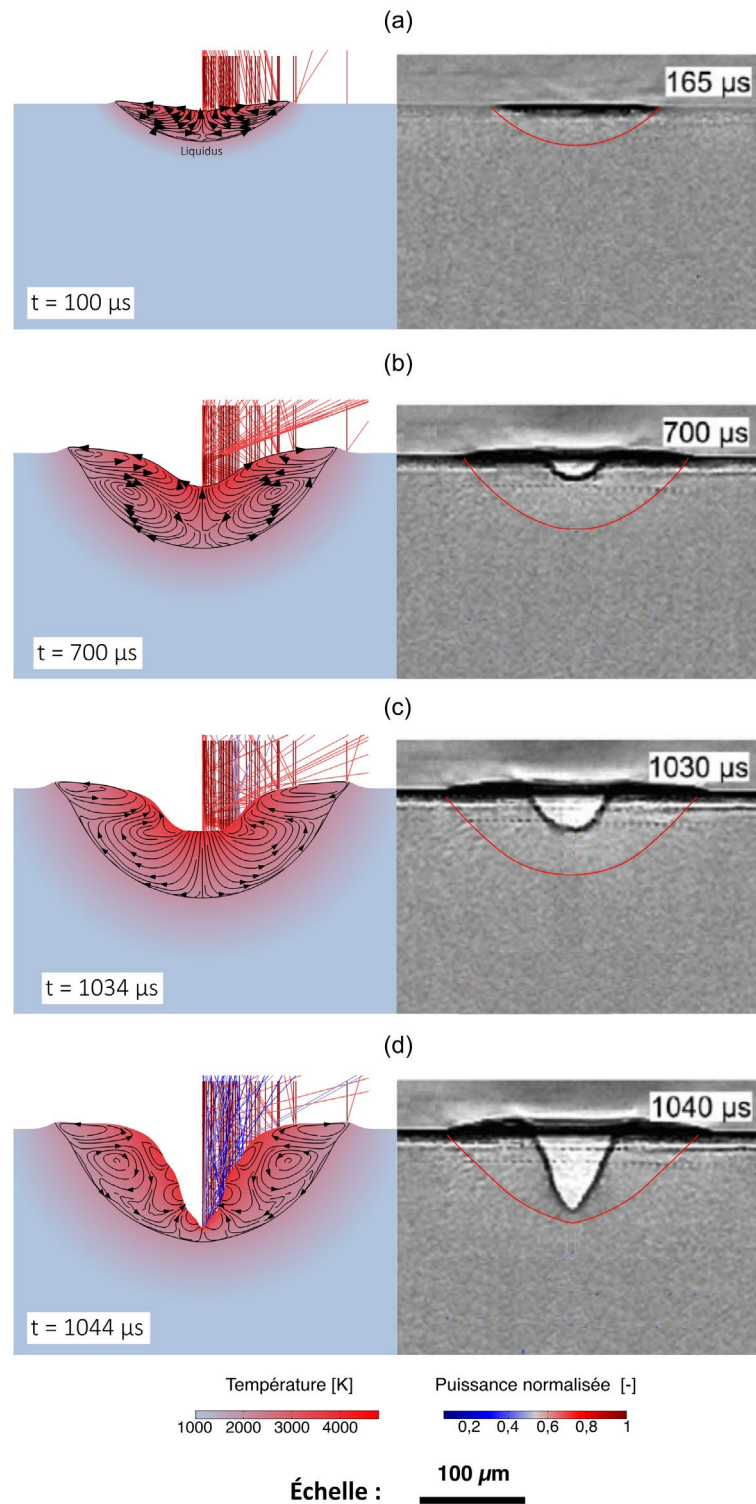 (a)
165 µs
Liquidus
t = 100 µs
(b)
700 µs
t = 700 µs
(c)
1030 µs
t = 1034 µs
(d)
1040 µs
t = 1044 µs
Température [K] Puissance normalisée [-]
1000 2000 3000 4000 0,2 0,4 0,6 0,8 1
Échelle : 100 µm